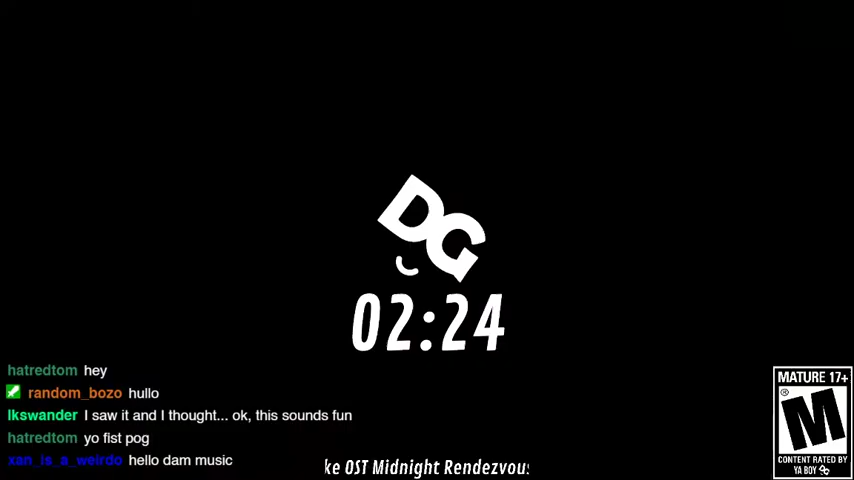 DG
02:24
hatredtom hey
random_bozo hullo
lkswander I saw it and I thought... ok, this sounds fun
hatredtom yo fist pog
xan_is_a_weirdo hello dam music
ke OST Midnight Rendezvous
MATURE 17+
M
®
CONTENT RATED BY
YA BOY DG